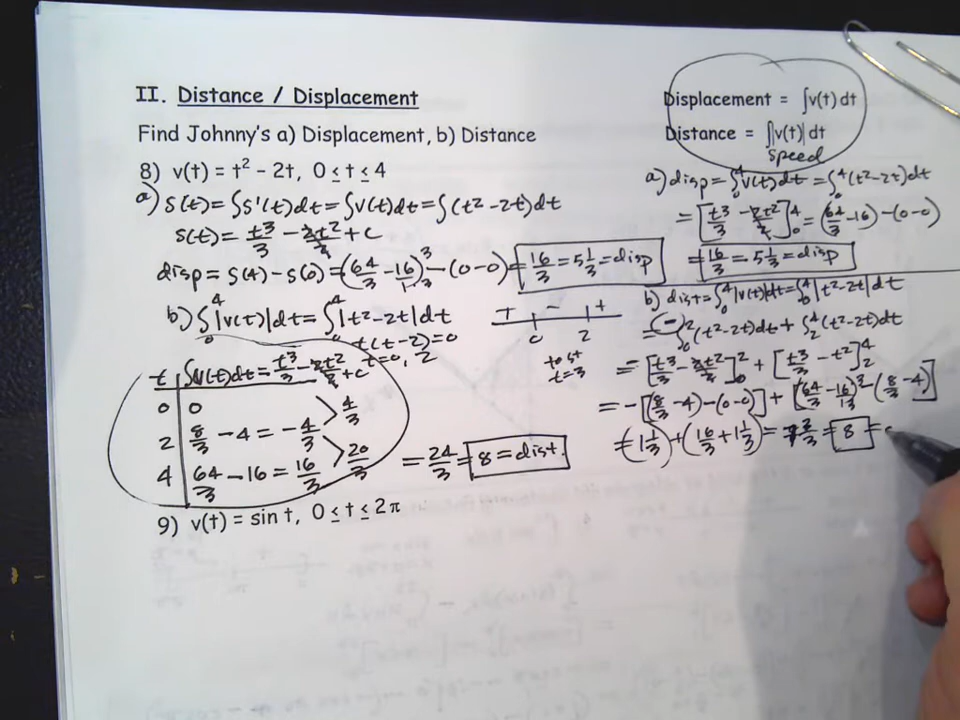 II. Distance / Displacement
Displacement = ∫v(t) dt
Find Johnny's a) Displacement, b) Distance
Distance = ∫|v(t)| dt
speed
8) v(t) = t² - 2t, 0 ≤ t ≤ 4
a) s(t) = ∫s'(t)dt = ∫v(t)dt = ∫(t² - 2t)dt
s(t) = t³/3 - 2t²/2 + c
disp = s(4) - s(0) = (64/3 - 16/1·3/3) - (0-0) = 16/3 = 5 1/3 = disp
b) ∫₀⁴ |v(t)|dt = ∫₀⁴ |t² - 2t|dt
t(t-2) = 0
t = 0, 2
+ - +
0 2
test
t=3
t ∫v(t)dt = t³/3 - 2t²/2 + c
0 0
4/3
2 8/3 - 4 = -4/3
20/3
4 64/3 - 16 = 16/3
= 24/3 = 8 = dist.
a) disp = ∫₀⁴ v(t)dt = ∫₀⁴ (t² - 2t)dt
= [t³/3 - 2t²/2]₀⁴ = (64/3 - 16) - (0-0)
= 16/3 = 5 1/3 = disp
b) dist = ∫₀⁴ |v(t)|dt = ∫₀⁴ |t² - 2t|dt
= - ∫₀² (t² - 2t)dt + ∫₂⁴ (t² - 2t)dt
= -[t³/3 - 2t²/2]₀² + [t³/3 - t²]₂⁴
= -[(8/3 - 4) - (0-0)] + [(64/3 - 16) - (8/3 - 4)]
= (1 1/3) + (16/3 + 1 1/3) = = 8 =
9) v(t) = sin t, 0 ≤ t ≤ 2π